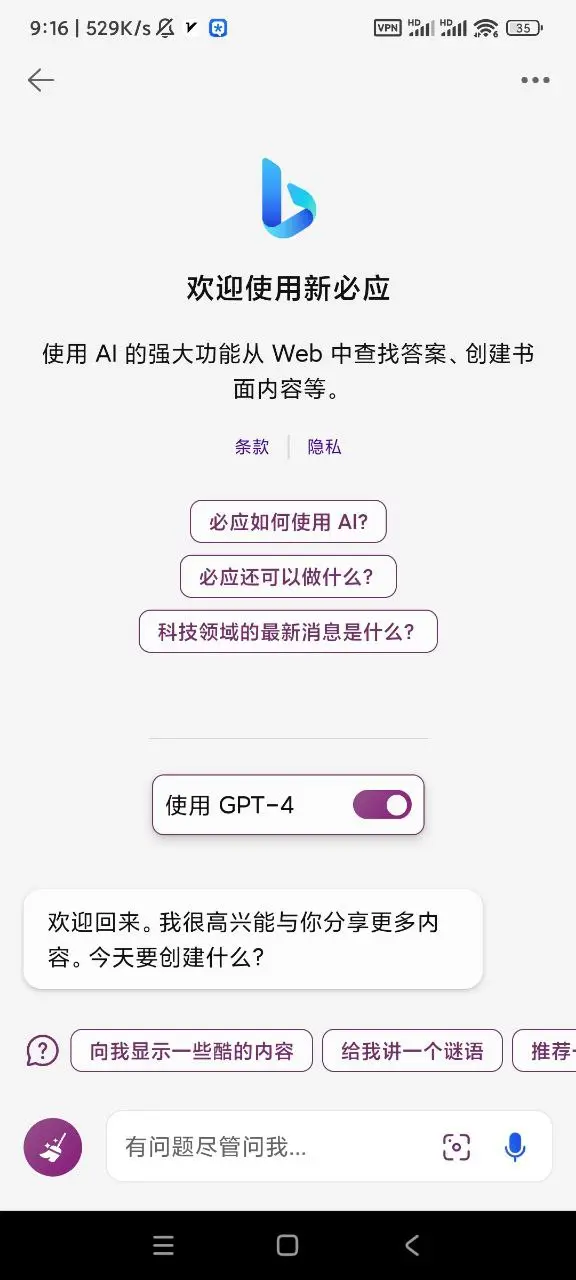 9:16 | 529K/s
VPN HD HD 6 35
欢迎使用新必应
使用 AI 的强大功能从 Web 中查找答案、创建书
面内容等。
条款 | 隐私
必应如何使用 AI?
必应还可以做什么?
科技领域的最新消息是什么?
使用 GPT-4
欢迎回来。我很高兴能与你分享更多内
容。今天要创建什么?
向我显示一些酷的内容 给我讲一个谜语 推荐
有问题尽管问我...